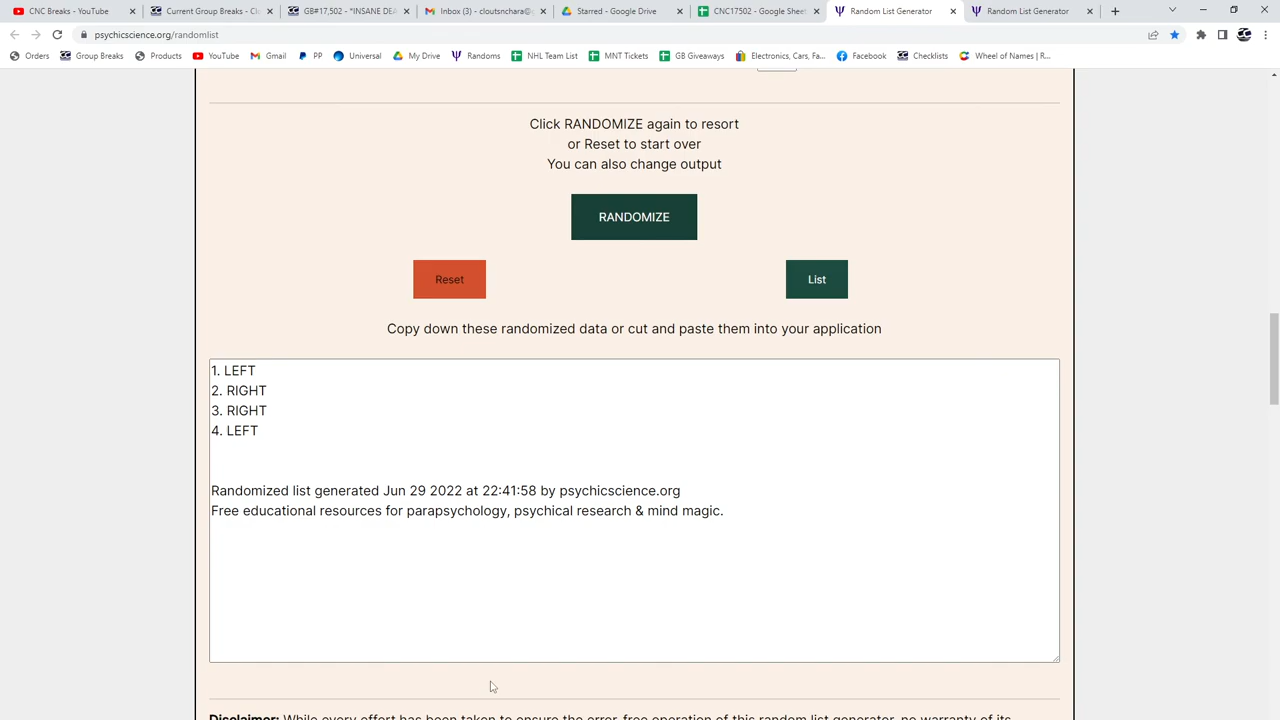 CNC Breaks - YouTube
Current Group Breaks - Cl
GB#17,502 - *INSANE DEA
Inbox (3) - cloutsnchara@g
Starred - Google Drive
CNC17502 - Google Sheet
Random List Generator
Random List Generator
psychicscience.org/randomlist
Orders
Group Breaks
Products
YouTube
Gmail
PP
Universal
My Drive
Randoms
NHL Team List
MNT Tickets
GB Giveaways
Electronics, Cars, Fa...
Facebook
Checklists
Wheel of Names | R...
Click RANDOMIZE again to resort
or Reset to start over
You can also change output
RANDOMIZE
Reset
List
Copy down these randomized data or cut and paste them into your application
1. LEFT
2. RIGHT
3. RIGHT
4. LEFT
Randomized list generated Jun 29 2022 at 22:41:58 by psychicscience.org
Free educational resources for parapsychology, psychical research & mind magic.
Disclaimer: While every effort has been taken to ensure the error-free operation of this random list generator, no warranty of its